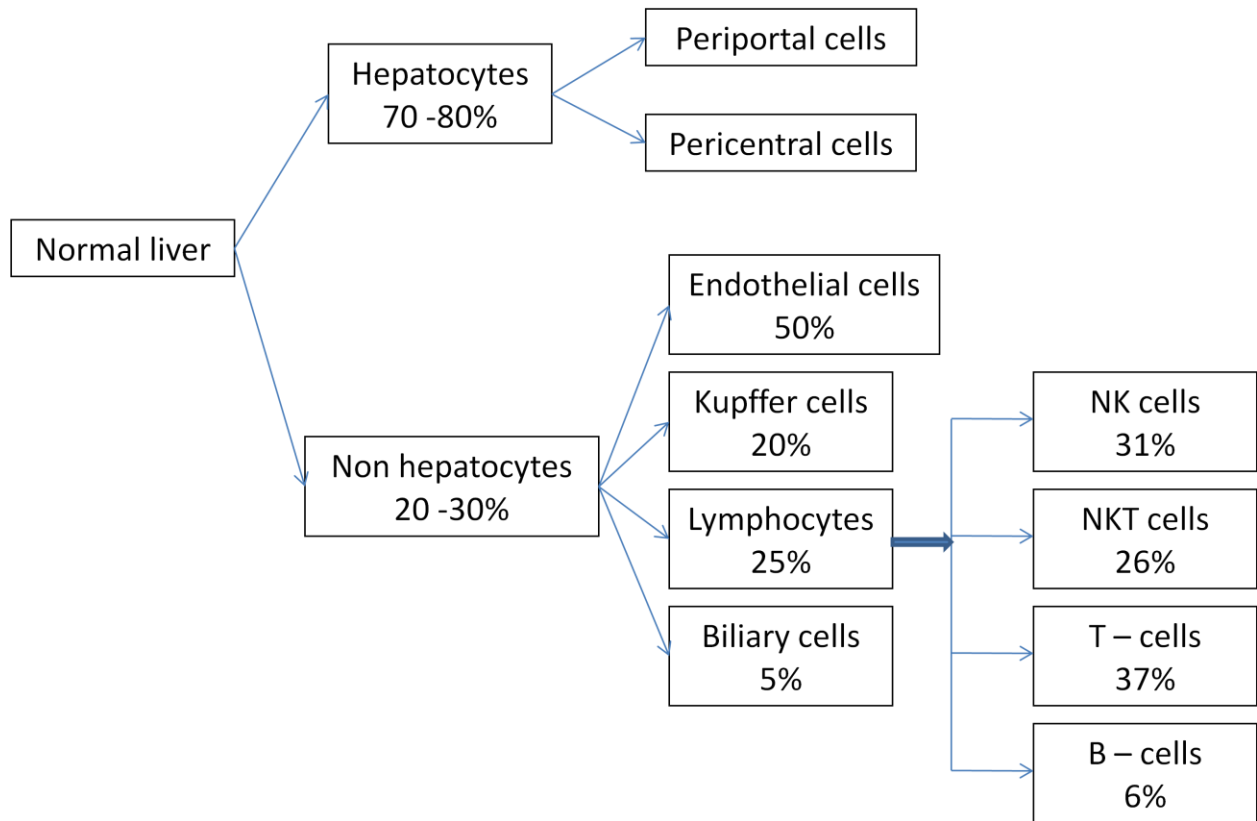 Normal liver
Hepatocytes
70 -80%
Periportal cells
Pericentral cells
Non hepatocytes
20 -30%
Endothelial cells
50%
Kupffer cells
20%
Lymphocytes
25%
Biliary cells
5%
NK cells
31%
NKT cells
26%
T – cells
37%
B – cells
6%